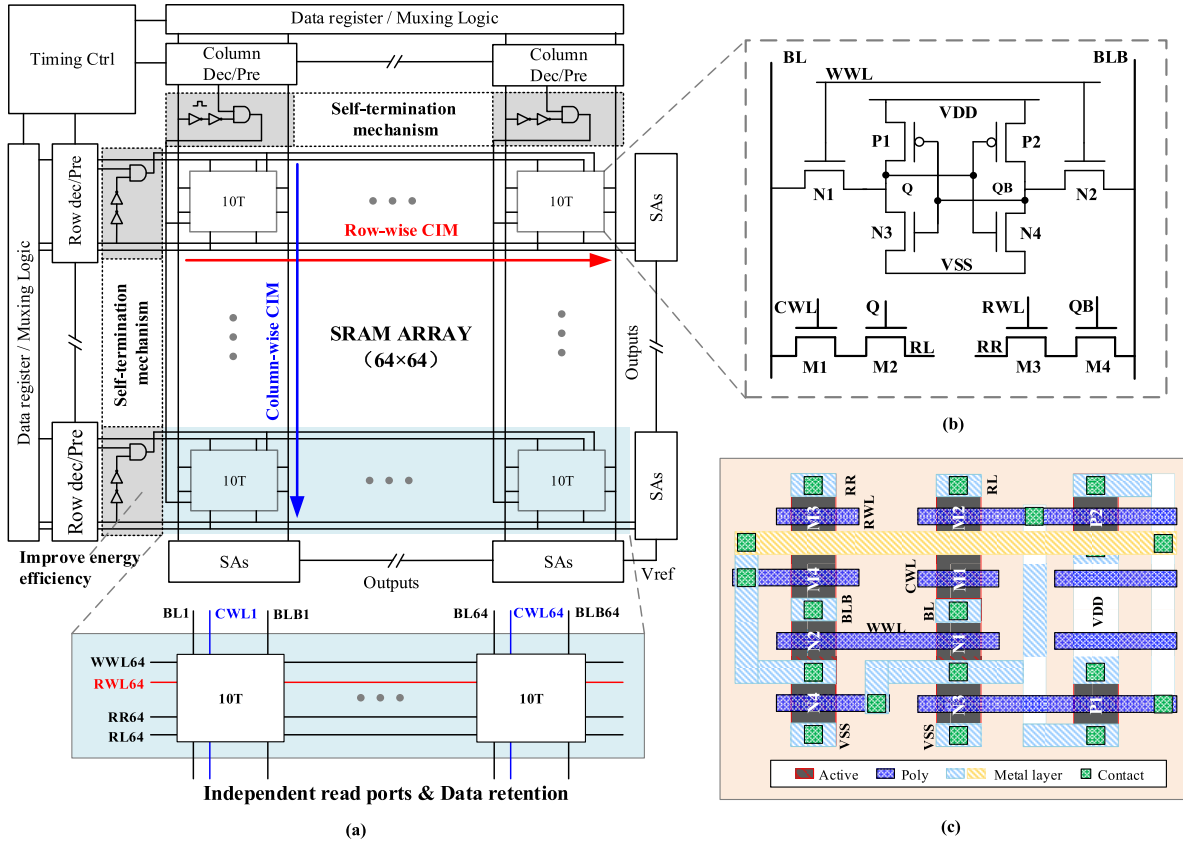 Data register / Muxing Logic
Timing Ctrl
Column
Dec/Pre
Column
Dec/Pre
Self-termination
mechanism
Data register / Muxing Logic
Row dec/Pre
10T
10T
SAs
Row-wise CIM
Self-termination
mechanism
Column-wise CIM
SRAM ARRAY
(64×64)
Outputs
Row dec/Pre
10T
10T
SAs
Improve energy
efficiency
SAs
Outputs
SAs
Vref
BL1
CWL1
BLB1
BL64
CWL64
BLB64
WWL64
RWL64
RR64
RL64
10T
10T
Independent read ports & Data retention
(a)
BL
BLB
WWL
VDD
P1
P2
N1
Q
QB
N2
N3
N4
VSS
CWL
Q
RWL
QB
RL
RR
M1
M2
M3
M4
(b)
RR
RL
M3
RWL
M2
P2
M4
CWL
M1
BLB
BL
VDD
WWL
N2
N1
N4
N3
P1
VSS
VSS
Active
Poly
Metal layer
Contact
(c)